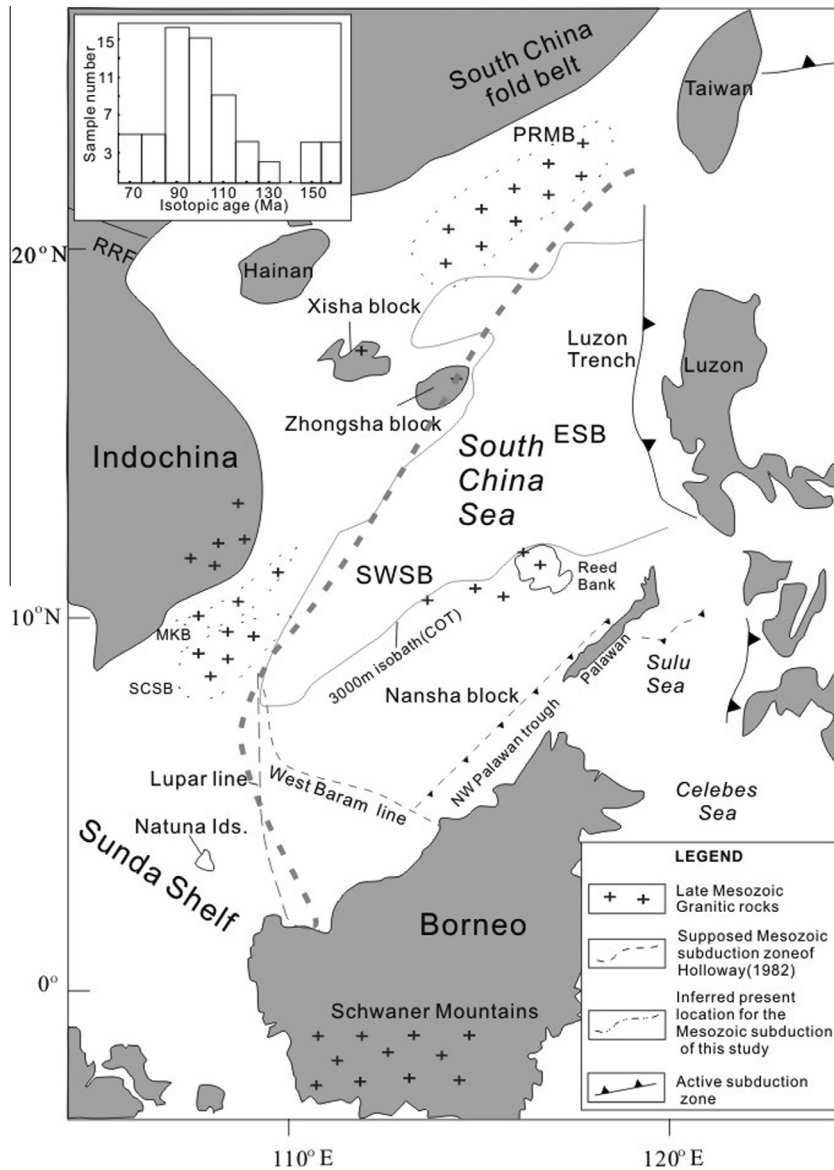 15
11
7
3
Sample number
70
90
110
130
150
Isotopic age (Ma)
South China
fold belt
Taiwan
PRMB
20°N
RRF
Hainan
Xisha block
Luzon
Trench
Luzon
Zhongsha block
Indochina
South
China
Sea
ESB
SWSB
Reed
Bank
10°N
MKB
SCSB
3000m isobath(COT)
Nansha block
Palawan
Sulu
Sea
NW Palawan trough
Lupar line
West Baram line
Celebes
Sea
Natuna Ids.
Sunda Shelf
Borneo
0°
Schwaner Mountains
LEGEND
Late Mesozoic
Granitic rocks
Supposed Mesozoic
subduction zoneof
Holloway(1982)
Inferred present
location for the
Mesozoic subduction
of this study
Active subduction
zone
110°E
120°E